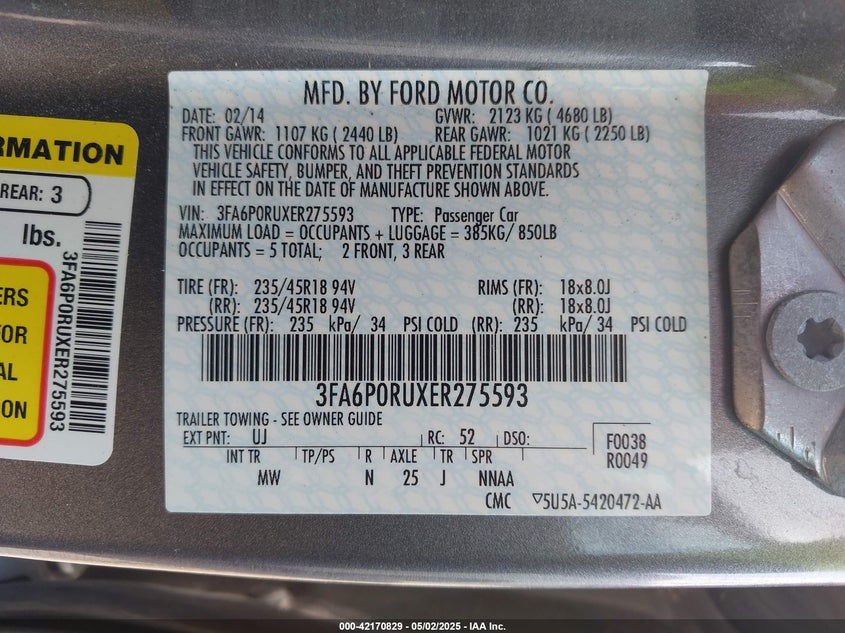 RMATION
REAR: 3
lbs.
ERS
FOR
AL
ON
3FA6P0RUXER275593
MFD. BY FORD MOTOR CO.
DATE: 02/14 GVWR: 2123 KG ( 4680 LB)
FRONT GAWR: 1107 KG ( 2440 LB) REAR GAWR: 1021 KG ( 2250 LB)
THIS VEHICLE CONFORMS TO ALL APPLICABLE FEDERAL MOTOR
VEHICLE SAFETY, BUMPER, AND THEFT PREVENTION STANDARDS
IN EFFECT ON THE DATE OF MANUFACTURE SHOWN ABOVE.
VIN: 3FA6P0RUXER275593 TYPE: Passenger Car
MAXIMUM LOAD = OCCUPANTS + LUGGAGE = 385KG/ 850LB
OCCUPANTS = 5 TOTAL; 2 FRONT, 3 REAR
TIRE (FR): 235/45R18 94V RIMS (FR): 18x8.0J
(RR): 235/45R18 94V (RR): 18x8.0J
PRESSURE (FR): 235 kPa/ 34 PSI COLD (RR): 235 kPa/ 34 PSI COLD
3FA6P0RUXER275593
TRAILER TOWING - SEE OWNER GUIDE
EXT PNT: UJ RC: 52 DSO: F0038
INT TR TP/PS R AXLE TR SPR R0049
MW N 25 J NNAA
CMC ▽5U5A-5420472-AA
000-42170829 - 05/02/2025 - IAA Inc.